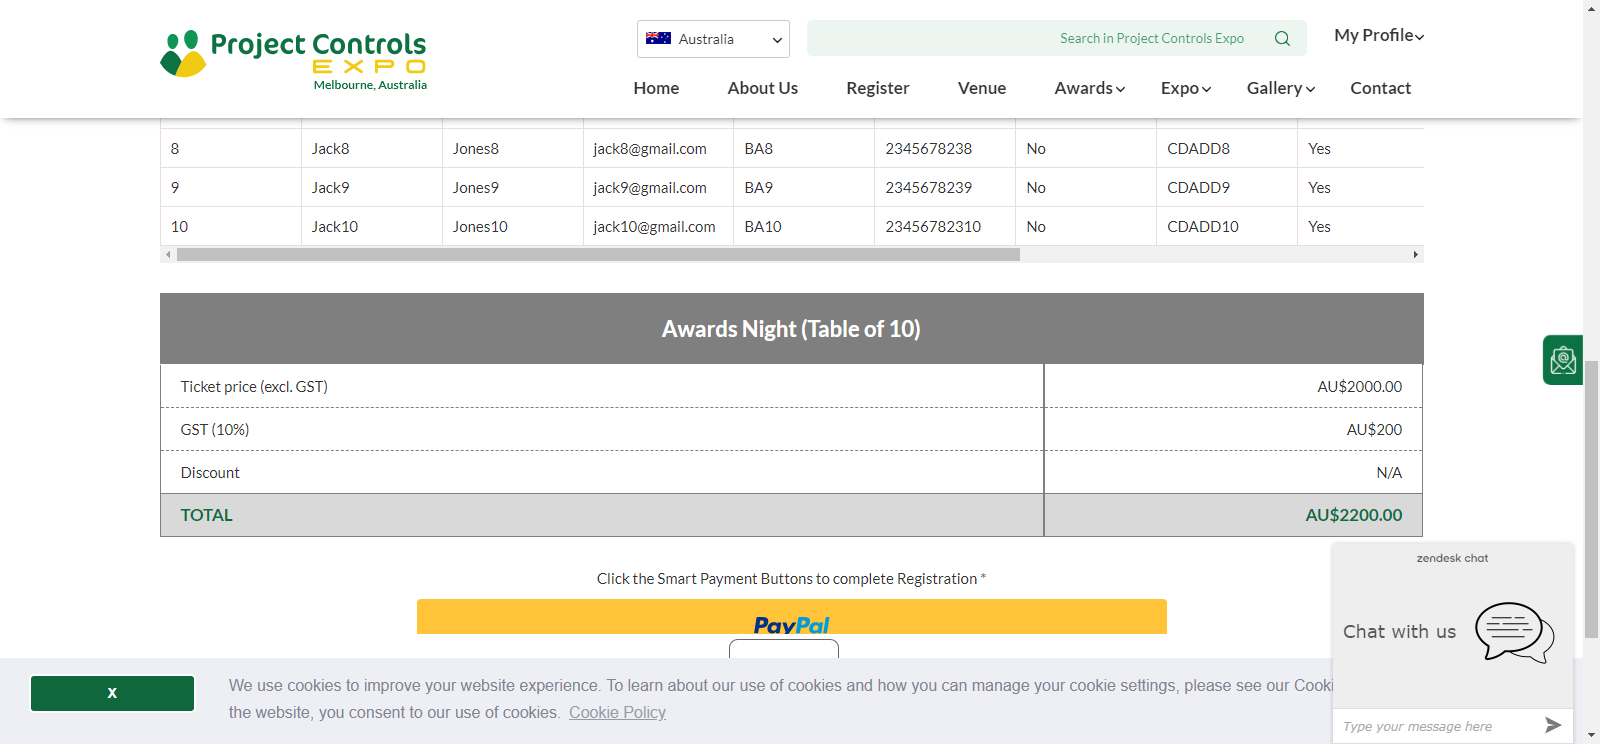 Project Controls
EXPO
Melbourne, Australia
Australia
Search in Project Controls Expo
My Profile
Home About Us Register Venue Awards Expo Gallery Contact
8 Jack8 Jones8 jack8@gmail.com BA8 2345678238 No CDADD8 Yes
9 Jack9 Jones9 jack9@gmail.com BA9 2345678239 No CDADD9 Yes
10 Jack10 Jones10 jack10@gmail.com BA10 23456782310 No CDADD10 Yes
Awards Night (Table of 10)
Ticket price (excl. GST) AU$2000.00
GST (10%) AU$200
Discount N/A
TOTAL AU$2200.00
Click the Smart Payment Buttons to complete Registration *
PayPal
zendesk chat
Chat with us
Type your message here
X
We use cookies to improve your website experience. To learn about our use of cookies and how you can manage your cookie settings, please see our Cooki
the website, you consent to our use of cookies. Cookie Policy